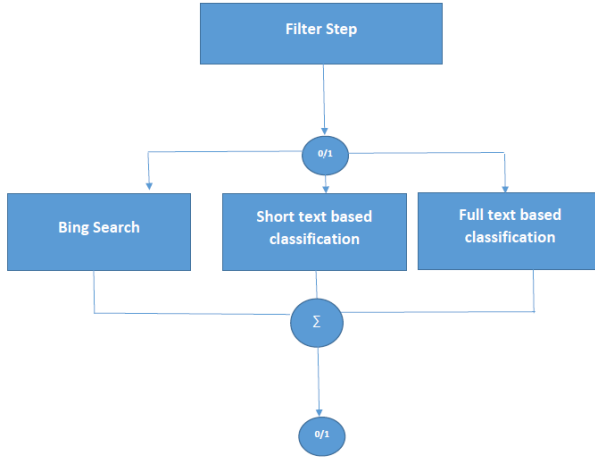 Filter Step
0/1
Bing Search
Short text based
classification
Full text based
classification
Σ
0/1